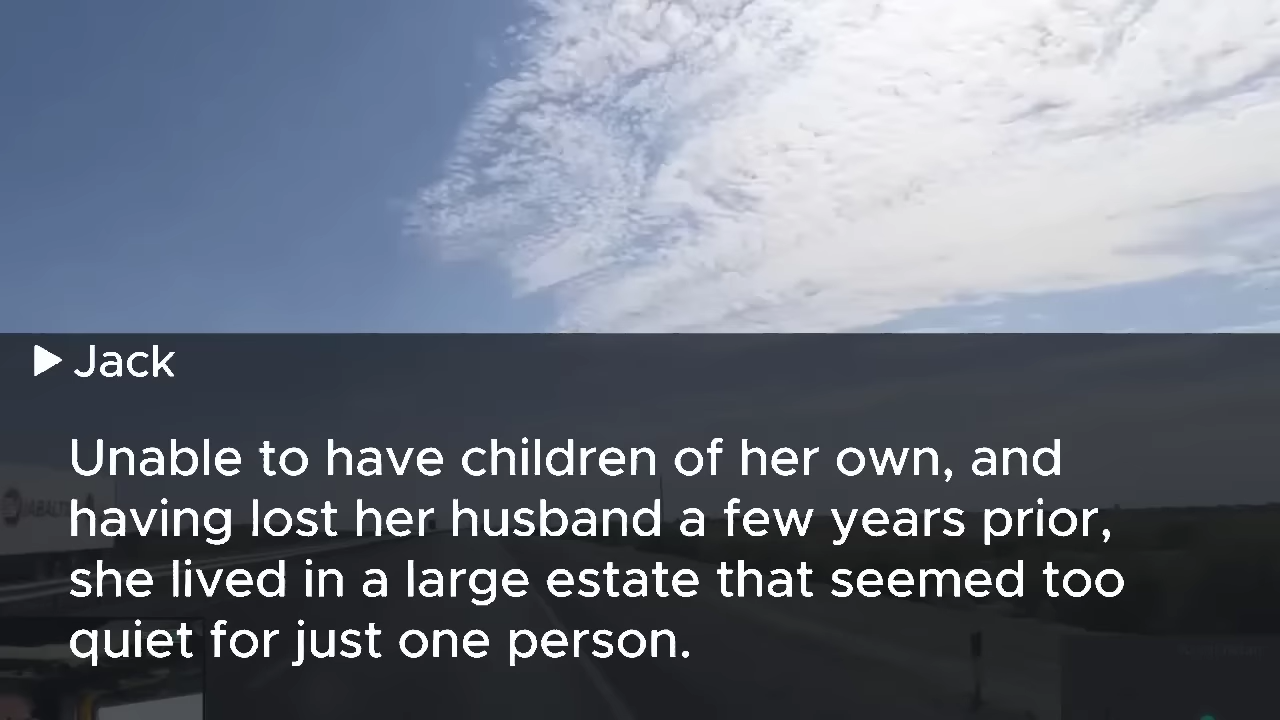 Jack
Unable to have children of her own, and
having lost her husband a few years prior,
she lived in a large estate that seemed too
quiet for just one person.